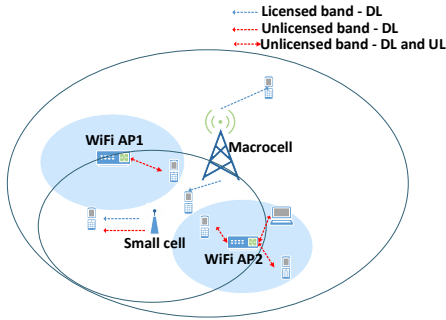 Licensed band - DL
Unlicensed band - DL
Unlicensed band - DL and UL
WiFi AP1
Macrocell
Small cell
WiFi AP2